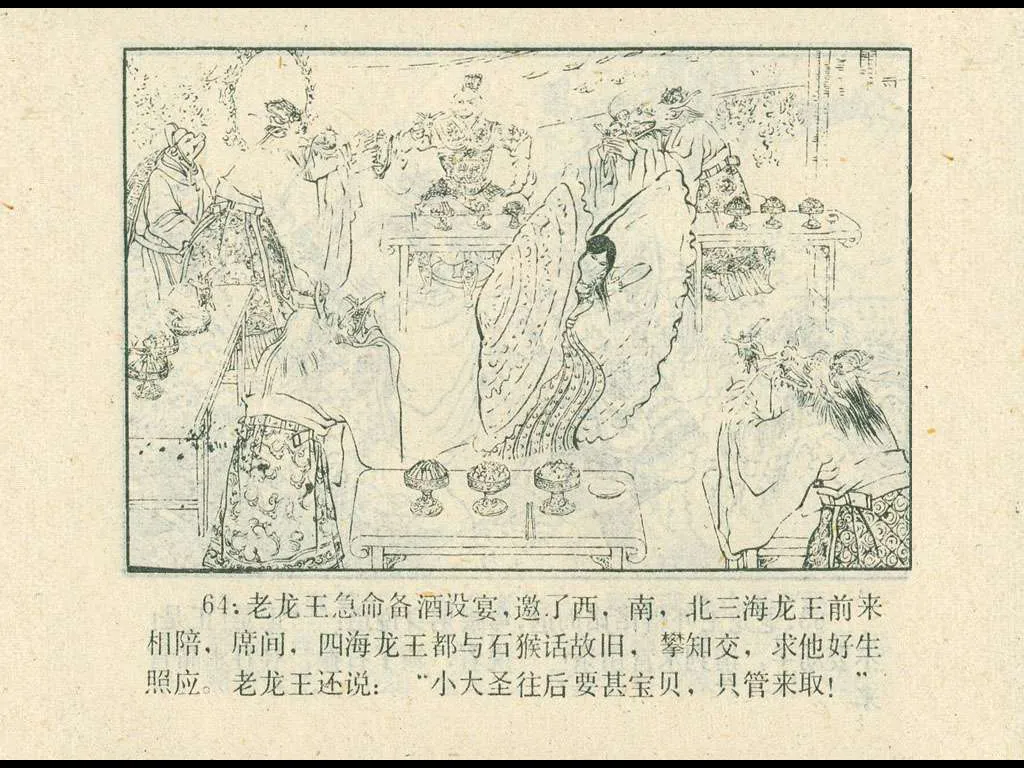 64：老龙王急命备酒设宴，邀了西，南，北三海龙王前来
相陪，席间，四海龙王都与石猴话故旧，攀知交，求他好生
照应。老龙王还说：“小大圣往后要甚宝贝，只管来取！”